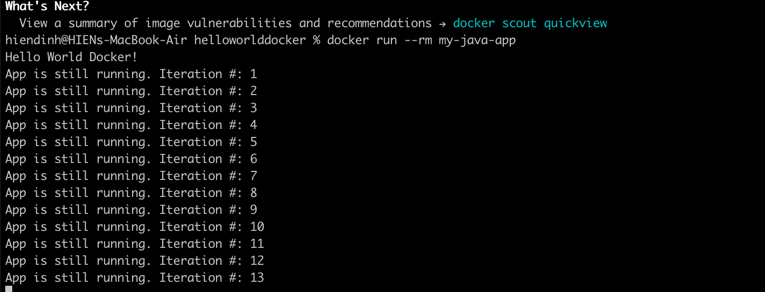 What's Next?
View a summary of image vulnerabilities and recommendations → docker scout quickview
hiendinh@HIENs-MacBook-Air helloworlddocker % docker run --rm my-java-app
Hello World Docker!
App is still running. Iteration #: 1
App is still running. Iteration #: 2
App is still running. Iteration #: 3
App is still running. Iteration #: 4
App is still running. Iteration #: 5
App is still running. Iteration #: 6
App is still running. Iteration #: 7
App is still running. Iteration #: 8
App is still running. Iteration #: 9
App is still running. Iteration #: 10
App is still running. Iteration #: 11
App is still running. Iteration #: 12
App is still running. Iteration #: 13